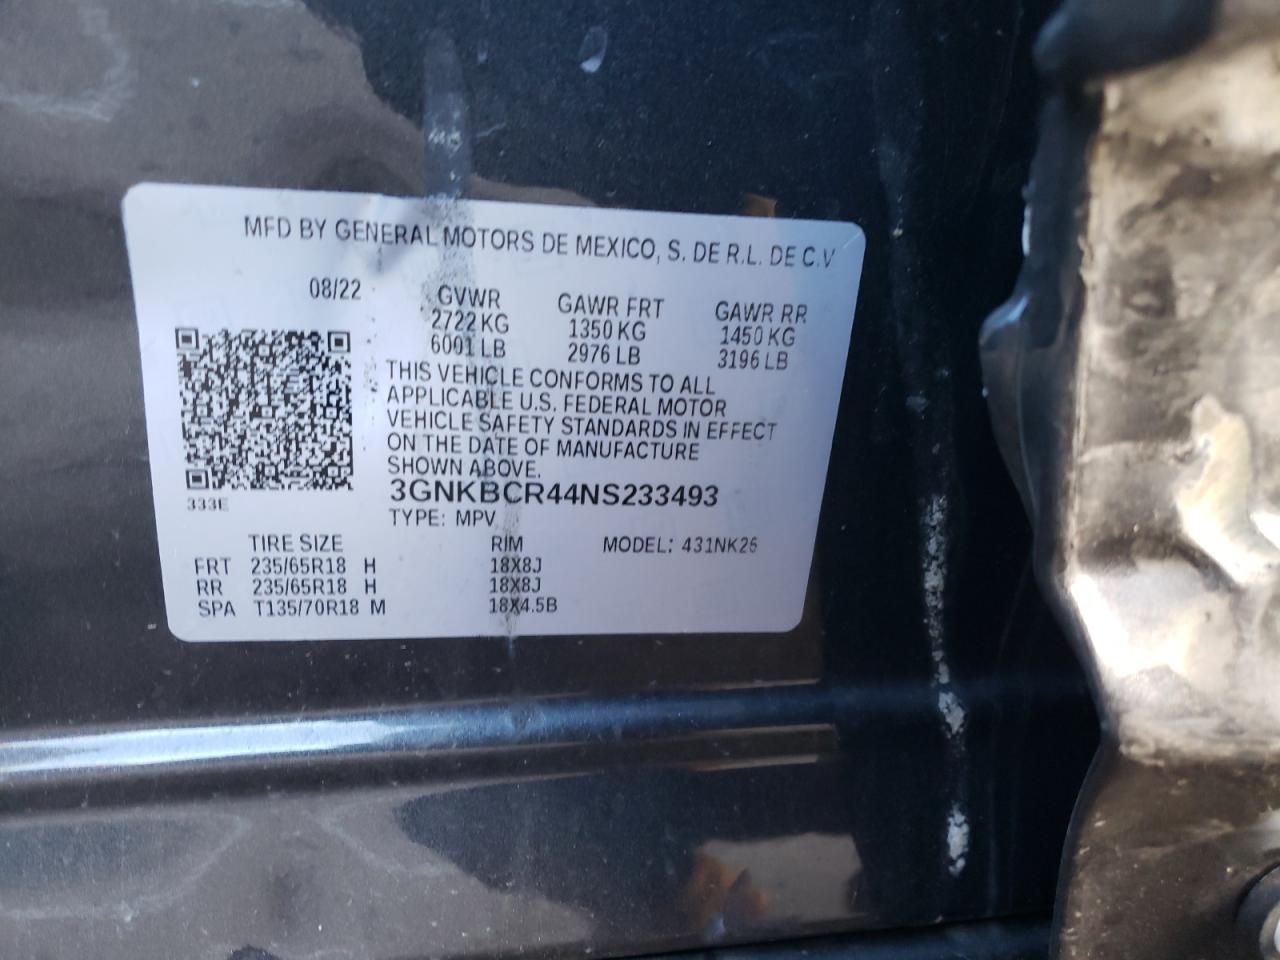 MFD BY GENERAL MOTORS DE MEXICO, S. DE R.L. DE C.V
08/22 GVWR GAWR FRT GAWR RR
2722 KG 1350 KG 1450 KG
6001 LB 2976 LB 3196 LB
THIS VEHICLE CONFORMS TO ALL
APPLICABLE U.S. FEDERAL MOTOR
VEHICLE SAFETY STANDARDS IN EFFECT
ON THE DATE OF MANUFACTURE
SHOWN ABOVE.
3GNKBCR44NS233493
333E
TYPE: MPV
TIRE SIZE RIM MODEL: 431NK26
FRT 235/65R18 H 18X8J
RR 235/65R18 H 18X8J
SPA T135/70R18 M 18X4.5B